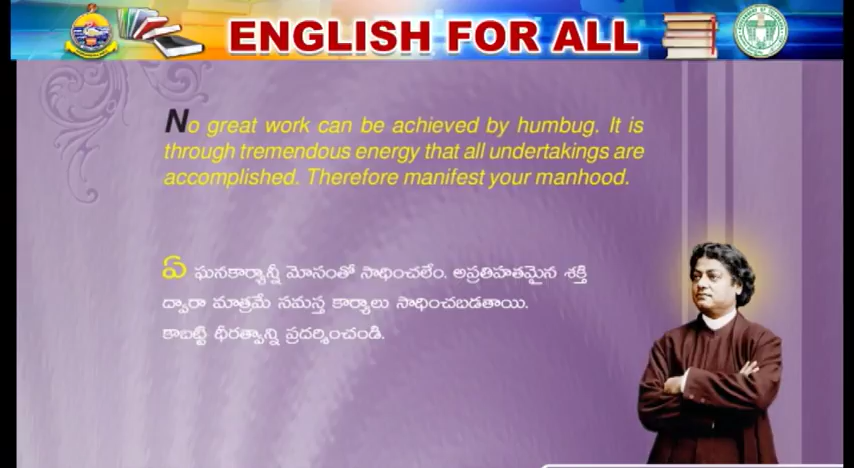 ENGLISH FOR ALL
No great work can be achieved by humbug. It is
through tremendous energy that all undertakings are
accomplished. Therefore manifest your manhood.
ఏ ఘనకార్యాన్నీ మోసంతో సాధించలేం. అప్రతిహతమైన శక్తి
ద్వారా మాత్రమే సమస్త కార్యాలు సాధించబడతాయి.
కాబట్టి ధీరత్వాన్ని ప్రదర్శించండి.